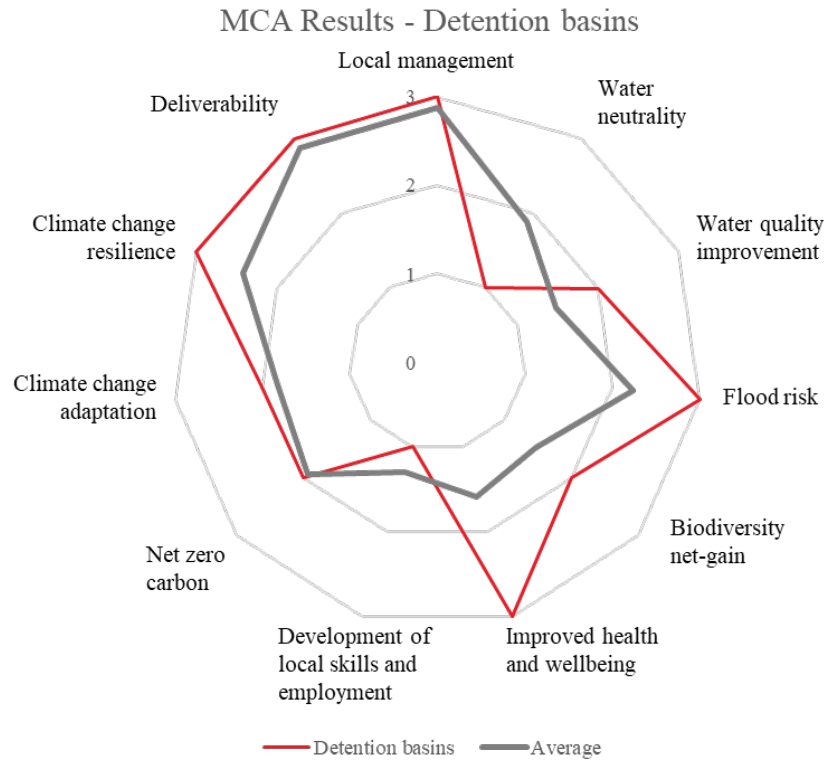 MCA Results - Detention basins
Local management
Water
neutrality
Water quality
improvement
Flood risk
Biodiversity
net-gain
Improved health
and wellbeing
Development of
local skills and
employment
Net zero
carbon
Climate change
adaptation
Climate change
resilience
Deliverability
3
2
1
0
Detention basins
Average